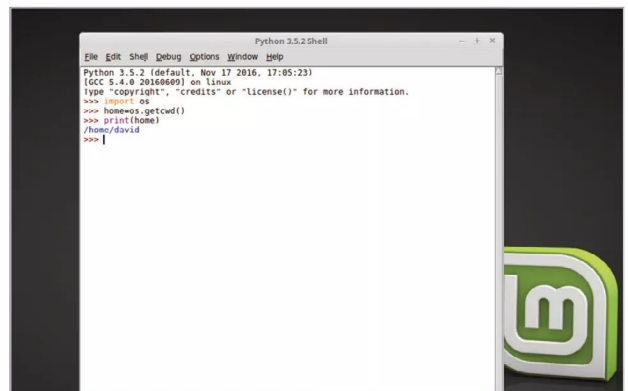 Python 3.5.2 Shell
File Edit Shell Debug Options Window Help
Python 3.5.2 (default, Nov 17 2016, 17:05:23)
[GCC 5.4.0 20160609] on linux
Type "copyright", "credits" or "license()" for more information.
>>> import os
>>> home=os.getcwd()
>>> print(home)
/home/david
>>>